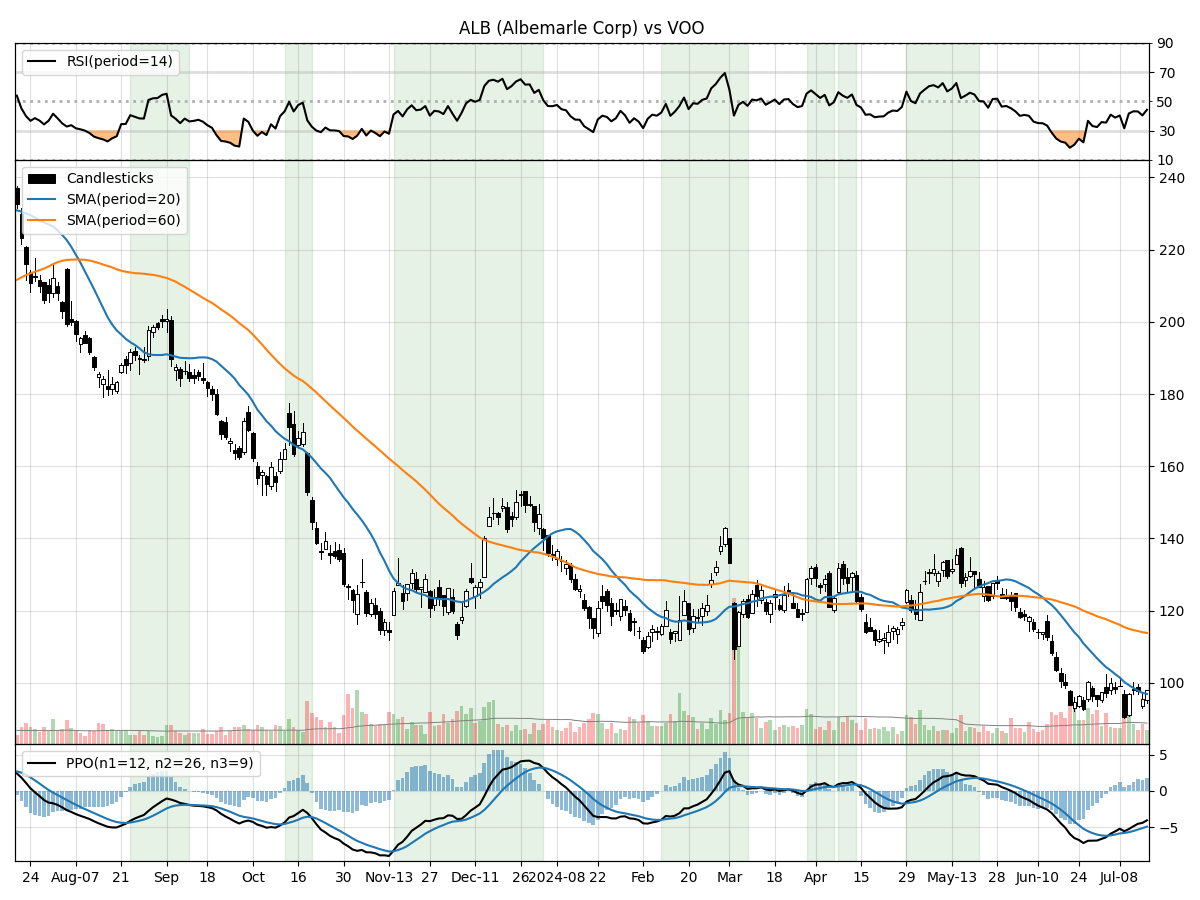 ALB (Albemarle Corp) vs VOO
RSI(period=14)
90
70
50
30
10
Candlesticks
SMA(period=20)
SMA(period=60)
240
220
200
180
160
140
120
100
PPO(n1=12, n2=26, n3=9)
5
0
−5
24 Aug-07 21 Sep 18 Oct 16 30 Nov-13 27 Dec-11 26 2024-08 22 Feb 20 Mar 18 Apr 15 29 May-13 28 Jun-10 24 Jul-08